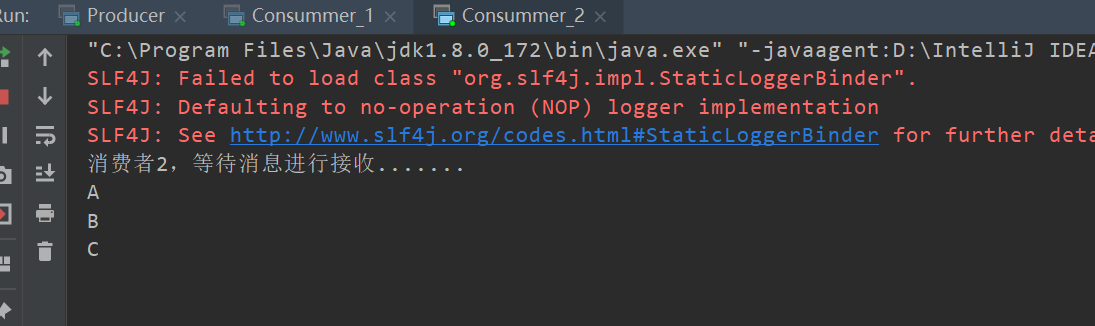 Run: Producer × Consummer_1 × Consummer_2 ×
"C:\Program Files\Java\jdk1.8.0_172\bin\java.exe" "-javaagent:D:\IntelliJ IDEA
SLF4J: Failed to load class "org.slf4j.impl.StaticLoggerBinder".
SLF4J: Defaulting to no-operation (NOP) logger implementation
SLF4J: See http://www.slf4j.org/codes.html#StaticLoggerBinder for further deta
消费者2，等待消息进行接收.......
A
B
C